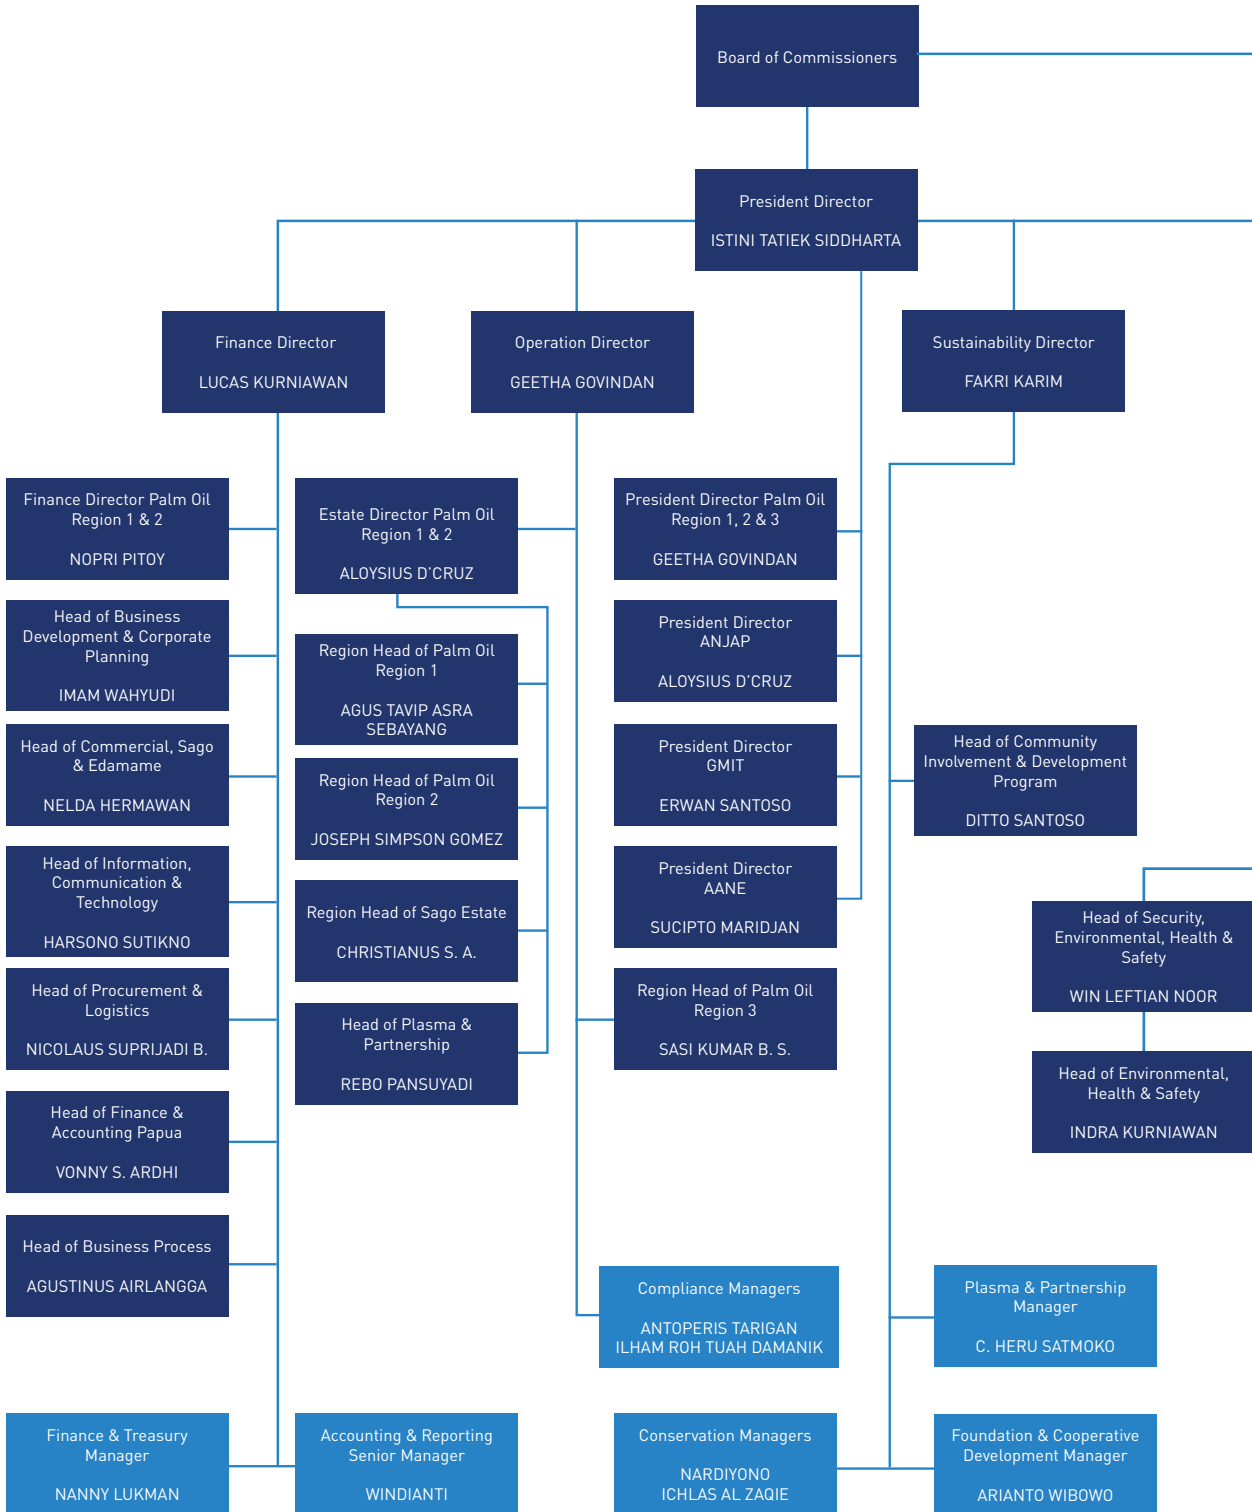 Board of Commissioners
President Director
ISTINI TATIEK SIDDHARTA
Finance Director
LUCAS KURNIAWAN
Operation Director
GEETHA GOVINDAN
Sustainability Director
FAKRI KARIM
Finance Director Palm Oil
Region 1 & 2
NOPRI PITOY
Head of Business
Development & Corporate
Planning
IMAM WAHYUDI
Head of Commercial, Sago
& Edamame
NELDA HERMAWAN
Head of Information,
Communication &
Technology
HARSONO SUTIKNO
Head of Procurement &
Logistics
NICOLAUS SUPRIJADI B.
Head of Finance &
Accounting Papua
VONNY S. ARDHI
Head of Business Process
AGUSTINUS AIRLANGGA
Finance & Treasury
Manager
NANNY LUKMAN
Accounting & Reporting
Senior Manager
WINDIANTI
Estate Director Palm Oil
Region 1 & 2
ALOYSIUS D’CRUZ
Region Head of Palm Oil
Region 1
AGUS TAVIP ASRA
SEBAYANG
Region Head of Palm Oil
Region 2
JOSEPH SIMPSON GOMEZ
Region Head of Sago Estate
CHRISTIANUS S. A.
Head of Plasma &
Partnership
REBO PANSUYADI
President Director Palm Oil
Region 1, 2 & 3
GEETHA GOVINDAN
President Director
ANJAP
ALOYSIUS D’CRUZ
President Director
GMIT
ERWAN SANTOSO
President Director
AANE
SUCIPTO MARIDJAN
Region Head of Palm Oil
Region 3
SASI KUMAR B. S.
Compliance Managers
ANTOPERIS TARIGAN
ILHAM ROH TUAH DAMANIK
Head of Community
Involvement & Development
Program
DITTO SANTOSO
Head of Security,
Environmental, Health &
Safety
WIN LEFTIAN NOOR
Head of Environmental,
Health & Safety
INDRA KURNIAWAN
Plasma & Partnership
Manager
C. HERU SATMOKO
Conservation Managers
NARDIYONO
ICHLAS AL ZAQIE
Foundation & Cooperative
Development Manager
ARIANTO WIBOWO